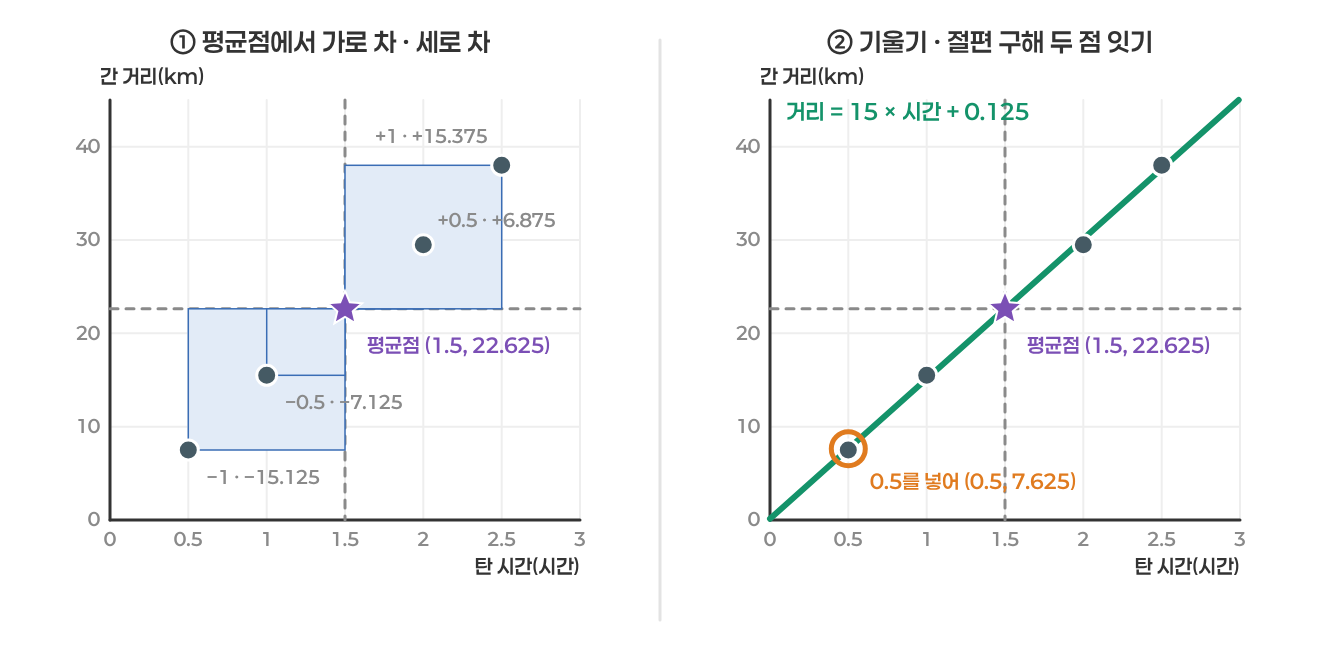 ① 평균점에서 가로 차 · 세로 차
간 거리(km)
40
30
20
10
0
0
0.5
1
1.5
2
2.5
3
탄 시간(시간)
+1 · +15.375
+0.5 · +6.875
평균점 (1.5, 22.625)
−0.5 · −7.125
−1 · −15.125
② 기울기 · 절편 구해 두 점 잇기
간 거리(km)
거리 = 15 × 시간 + 0.125
40
30
20
10
0
0
0.5
1
1.5
2
2.5
3
탄 시간(시간)
평균점 (1.5, 22.625)
0.5를 넣어 (0.5, 7.625)